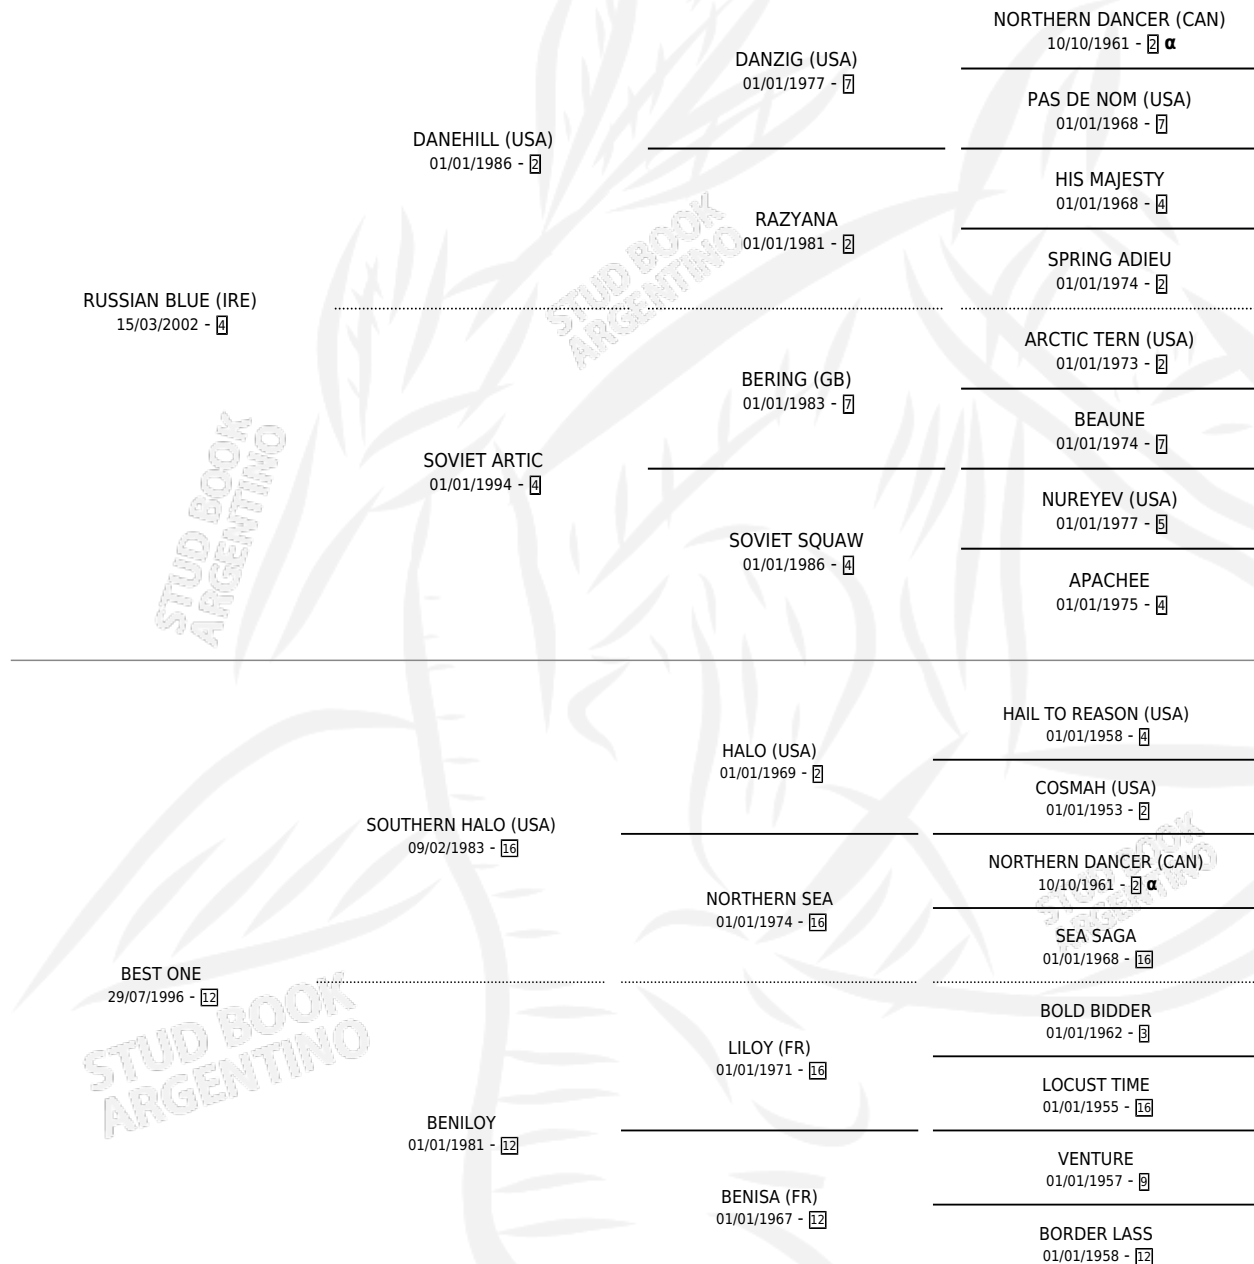 NORTHERN DANCER (CAN)
10/10/1961 - 2 α
DANZIG (USA)
01/01/1977 - 7
PAS DE NOM (USA)
01/01/1968 - 7
DANEHILL (USA)
01/01/1986 - 2
HIS MAJESTY
01/01/1968 - 4
RAZYANA
01/01/1981 - 2
SPRING ADIEU
01/01/1974 - 2
RUSSIAN BLUE (IRE)
15/03/2002 - 4
ARCTIC TERN (USA)
01/01/1973 - 2
BERING (GB)
01/01/1983 - 7
BEAUNE
01/01/1974 - 7
SOVIET ARTIC
01/01/1994 - 4
NUREYEV (USA)
01/01/1977 - 5
SOVIET SQUAW
01/01/1986 - 4
APACHEE
01/01/1975 - 4
STUD BOOK
ARGENTINO
STUD BOOK
ARGENTINO
HAIL TO REASON (USA)
01/01/1958 - 4
HALO (USA)
01/01/1969 - 2
COSMAH (USA)
01/01/1953 - 2
SOUTHERN HALO (USA)
09/02/1983 - 16
NORTHERN DANCER (CAN)
10/10/1961 - 2 α
NORTHERN SEA
01/01/1974 - 16
SEA SAGA
01/01/1968 - 16
BEST ONE
29/07/1996 - 12
BOLD BIDDER
01/01/1962 - 3
LILOY (FR)
01/01/1971 - 16
LOCUST TIME
01/01/1955 - 16
BENILOY
01/01/1981 - 12
VENTURE
01/01/1957 - 9
BENISA (FR)
01/01/1967 - 12
BORDER LASS
01/01/1958 - 12
STUD BOOK
ARGENTINO
STUD BOOK
ARGENTINO